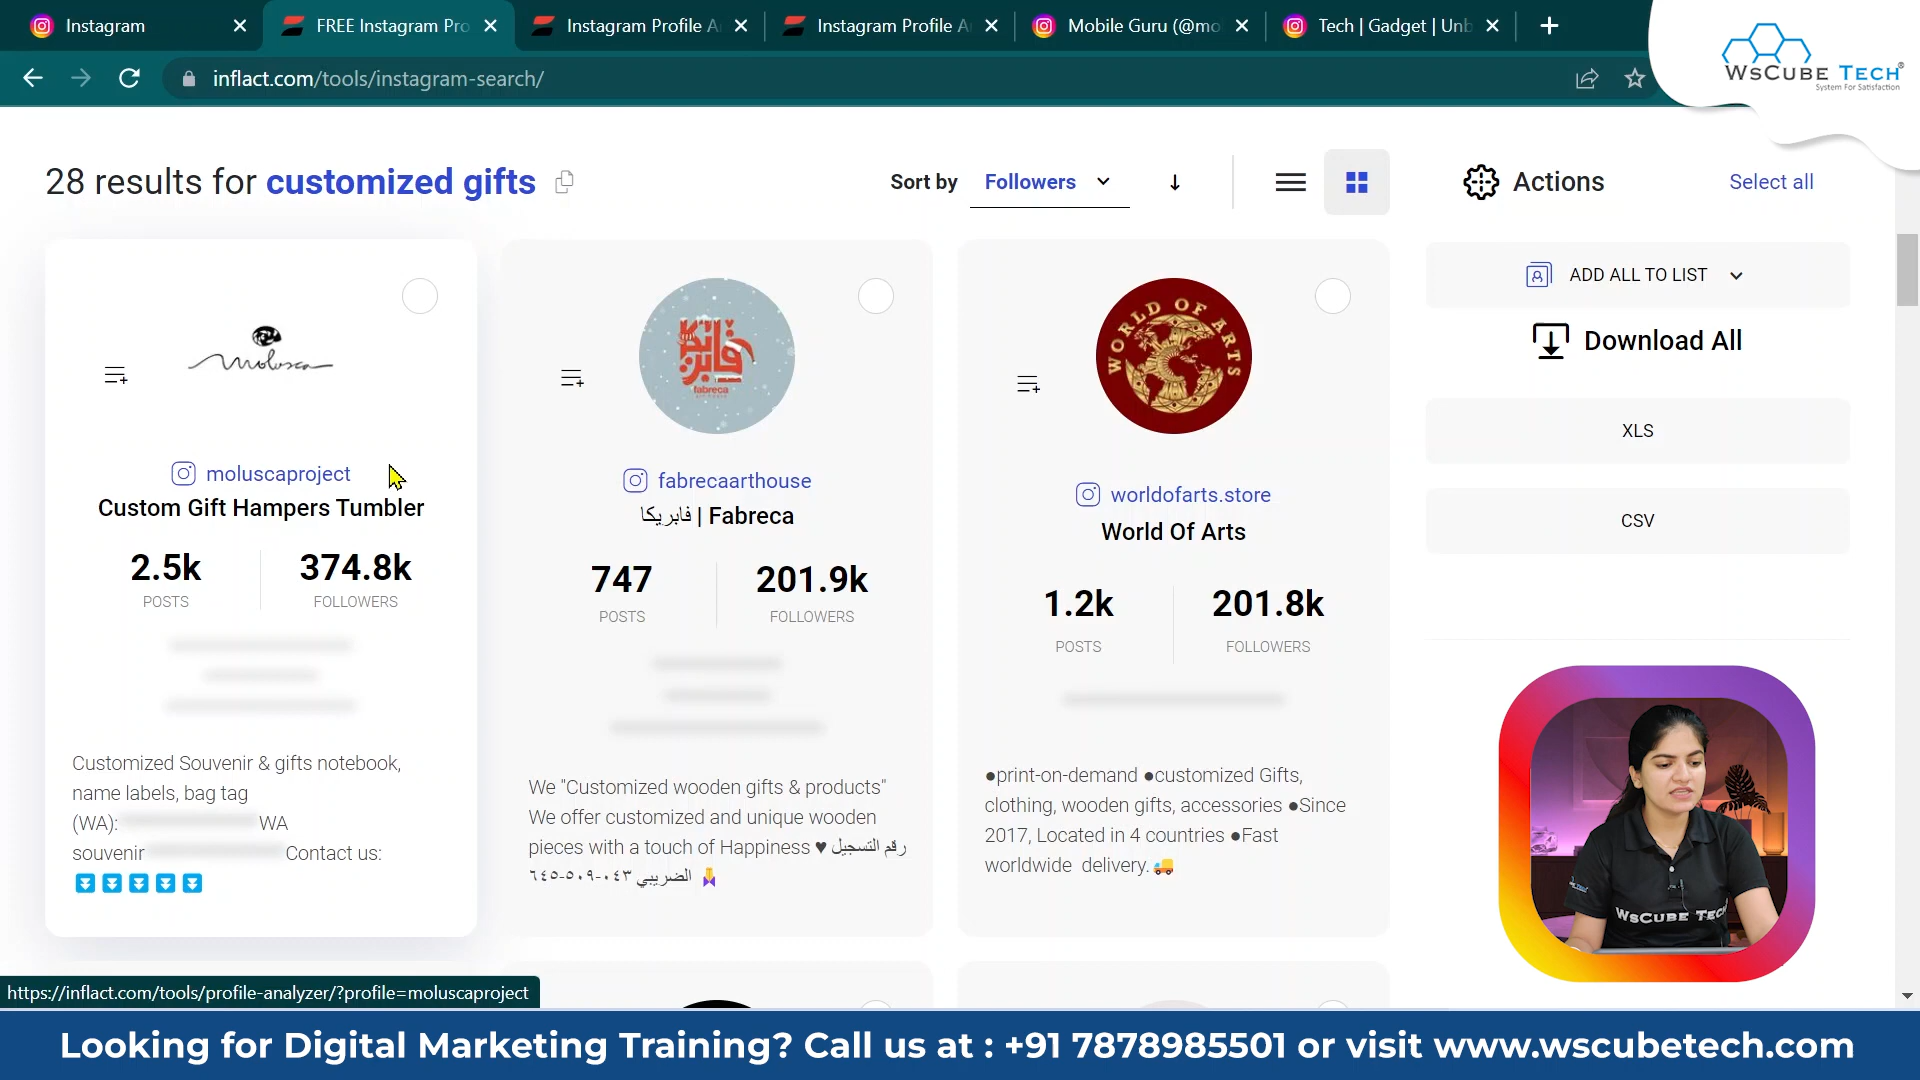 Instagram
FREE Instagram Pro
Instagram Profile A
Instagram Profile A
Mobile Guru (@mo
Tech | Gadget | Unb
inflact.com/tools/instagram-search/
WsCube Tech®
System For Satisfaction
28 results for customized gifts
Sort by Followers
Actions
Select all
Molusca
moluscaproject
Custom Gift Hampers Tumbler
2.5k
POSTS
374.8k
FOLLOWERS
Customized Souvenir & gifts notebook,
name labels, bag tag
(WA): WA
souvenir Contact us:
فابريكا
fabreca
fabrecaarthouse
فابريكا | Fabreca
747
POSTS
201.9k
FOLLOWERS
We "Customized wooden gifts & products"
We offer customized and unique wooden
pieces with a touch of Happiness ♥ رقم التسجيل
الضريبي ٠٤٣-٥٠٩-٦٤٥
WORLD OF ARTS
worldofarts.store
World Of Arts
1.2k
POSTS
201.8k
FOLLOWERS
●print-on-demand ●customized Gifts,
clothing, wooden gifts, accessories ●Since
2017, Located in 4 countries ●Fast
worldwide delivery. 🚚
ADD ALL TO LIST
Download All
XLS
CSV
WsCube Tec
https://inflact.com/tools/profile-analyzer/?profile=moluscaproject
Looking for Digital Marketing Training? Call us at : +91 7878985501 or visit www.wscubetech.com